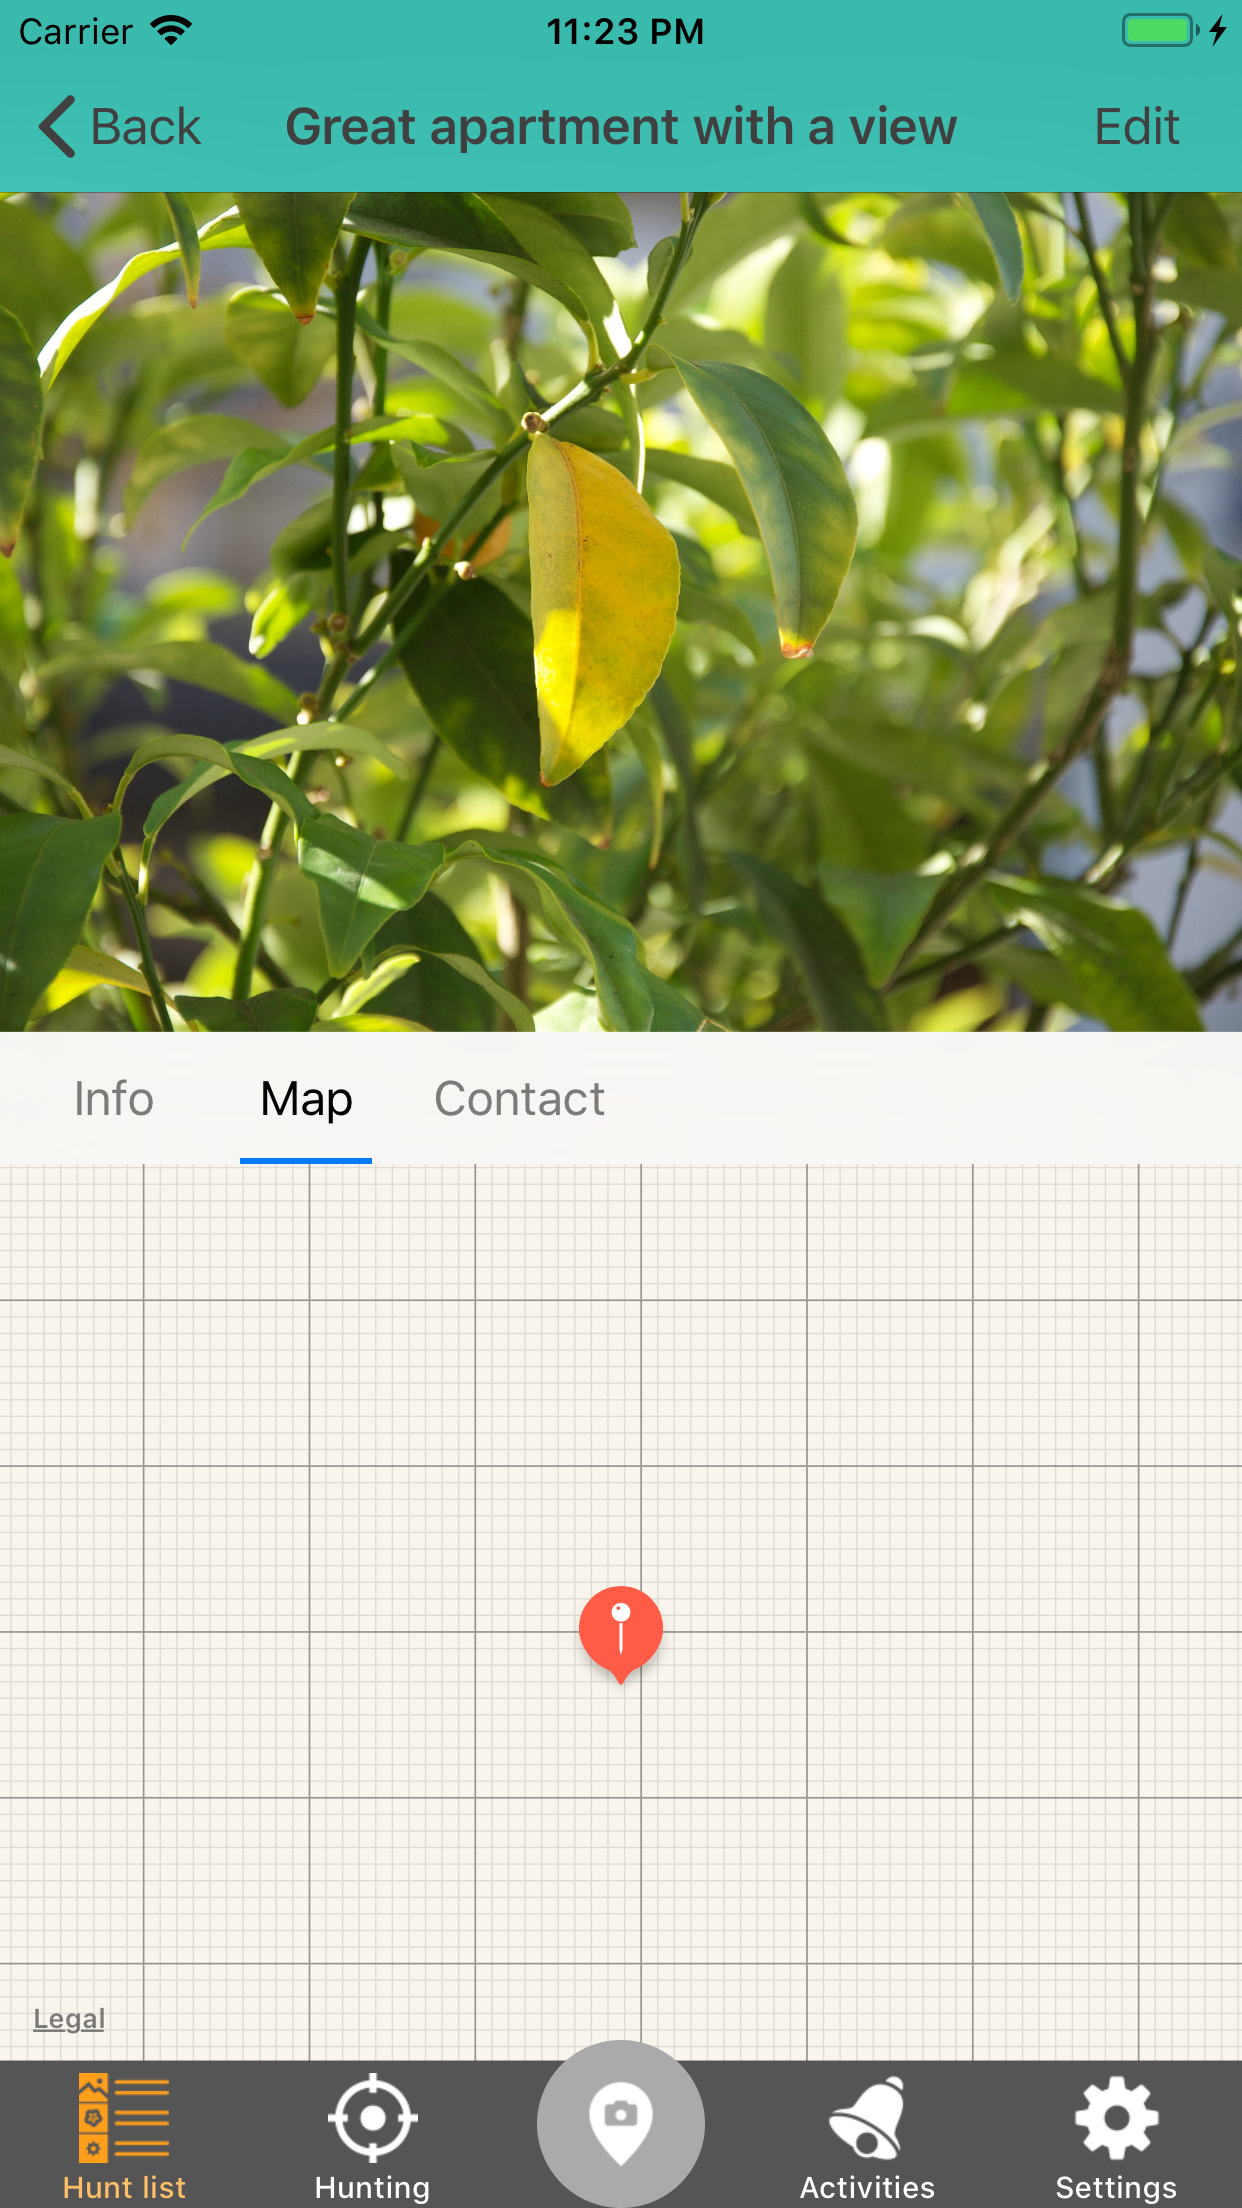 Carrier 11:23 PM
Back Great apartment with a view Edit
Info Map Contact
Legal
Hunt list Hunting Activities Settings